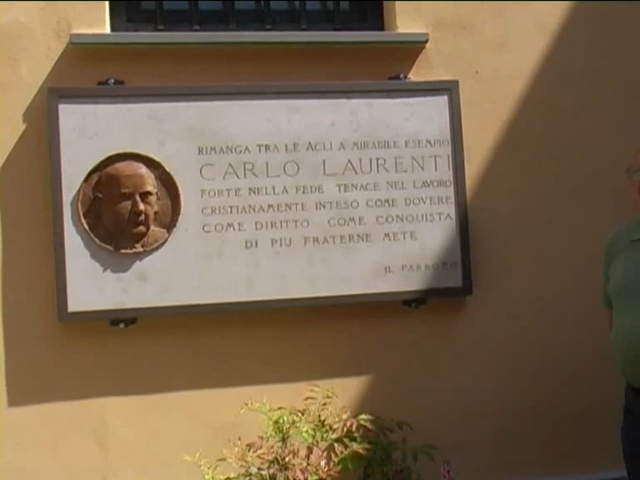 RIMANGA TRA LE ACLI A MIRABILE ESEMPIO
CARLO LAURENTI
FORTE NELLA FEDE TENACE NEL LAVORO
CRISTIANAMENTE INTESO COME DOVERE
COME DIRITTO COME CONQUISTA
DI PIU FRATERNE METE
IL PARROCO